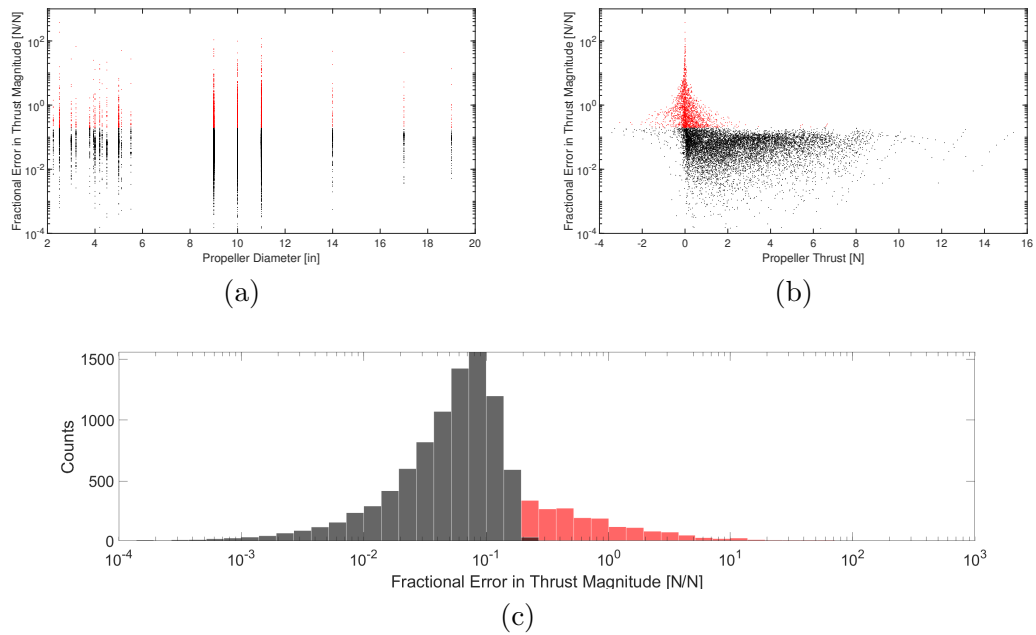 Fractional Error in Thrust Magnitude [N/N]
10^2
10^0
10^-2
10^-4
2 4 6 8 10 12 14 16 18 20
Propeller Diameter [in]
(a)
Fractional Error in Thrust Magnitude [N/N]
10^2
10^0
10^-2
10^-4
-4 -2 0 2 4 6 8 10 12 14 16
Propeller Thrust [N]
(b)
Counts
1500
1000
500
0
10^-4 10^-3 10^-2 10^-1 10^0 10^1 10^2 10^3
Fractional Error in Thrust Magnitude [N/N]
(c)